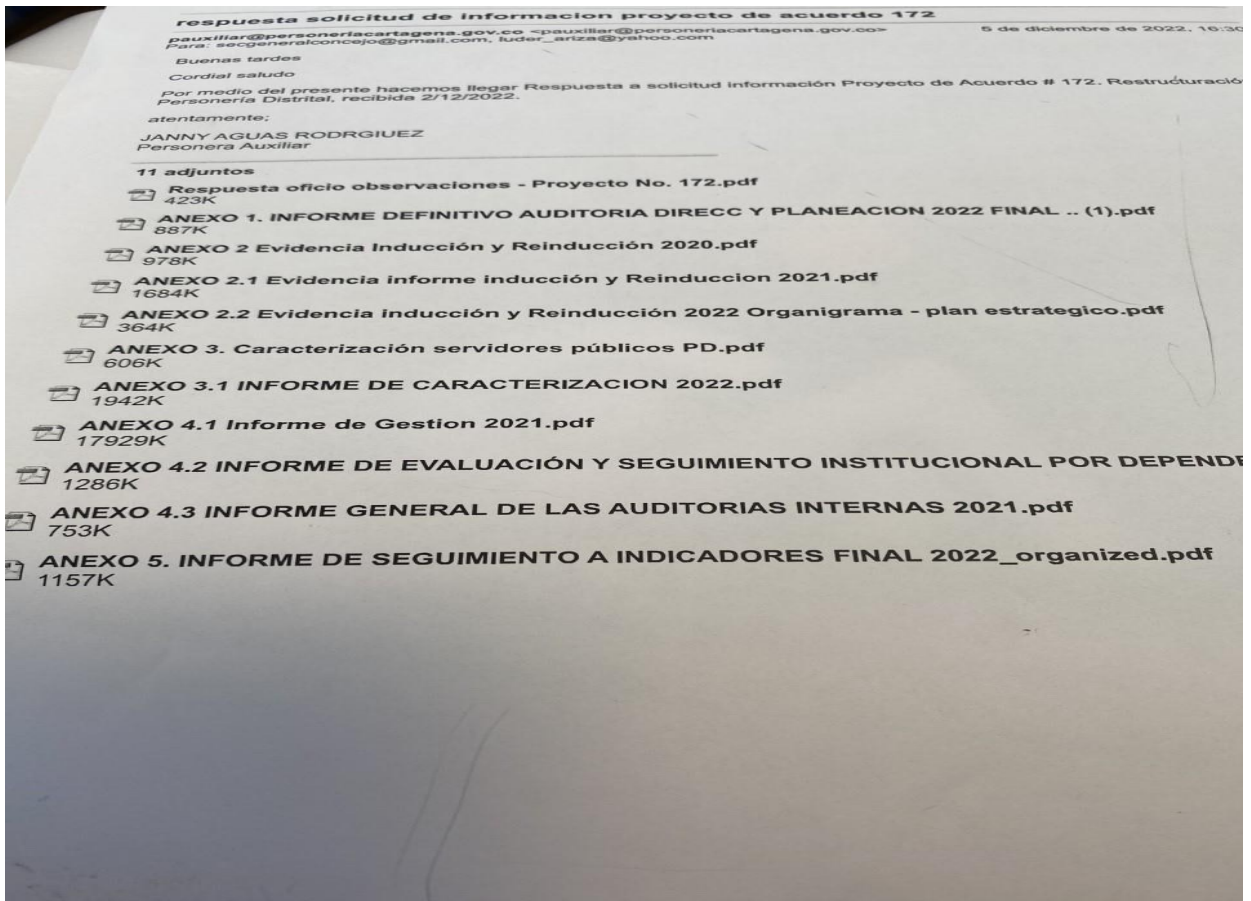 respuesta solicitud de informacion proyecto de acuerdo 172
pauxiliar@personeriacartagena.gov.co <pauxiliar@personeriacartagena.gov.co> 5 de diciembre de 2022, 16:30
Para: secgeneralconcejo@gmail.com, luder_ariza@yahoo.com
Buenas tardes
Cordial saludo
Por medio del presente hacemos llegar Respuesta a solicitud información Proyecto de Acuerdo # 172. Restructuració
Personería Distrital, recibida 2/12/2022.
atentamente;
JANNY AGUAS RODRGIUEZ
Personera Auxiliar
11 adjuntos
Respuesta oficio observaciones - Proyecto No. 172.pdf
423K
ANEXO 1. INFORME DEFINITIVO AUDITORIA DIRECC Y PLANEACION 2022 FINAL .. (1).pdf
887K
ANEXO 2 Evidencia Inducción y Reinducción 2020.pdf
978K
ANEXO 2.1 Evidencia informe inducción y Reinduccion 2021.pdf
1684K
ANEXO 2.2 Evidencia inducción y Reinducción 2022 Organigrama - plan estrategico.pdf
364K
ANEXO 3. Caracterización servidores públicos PD.pdf
606K
ANEXO 3.1 INFORME DE CARACTERIZACION 2022.pdf
1942K
ANEXO 4.1 Informe de Gestion 2021.pdf
17929K
ANEXO 4.2 INFORME DE EVALUACIÓN Y SEGUIMIENTO INSTITUCIONAL POR DEPENDE
1286K
ANEXO 4.3 INFORME GENERAL DE LAS AUDITORIAS INTERNAS 2021.pdf
753K
ANEXO 5. INFORME DE SEGUIMIENTO A INDICADORES FINAL 2022_organized.pdf
1157K